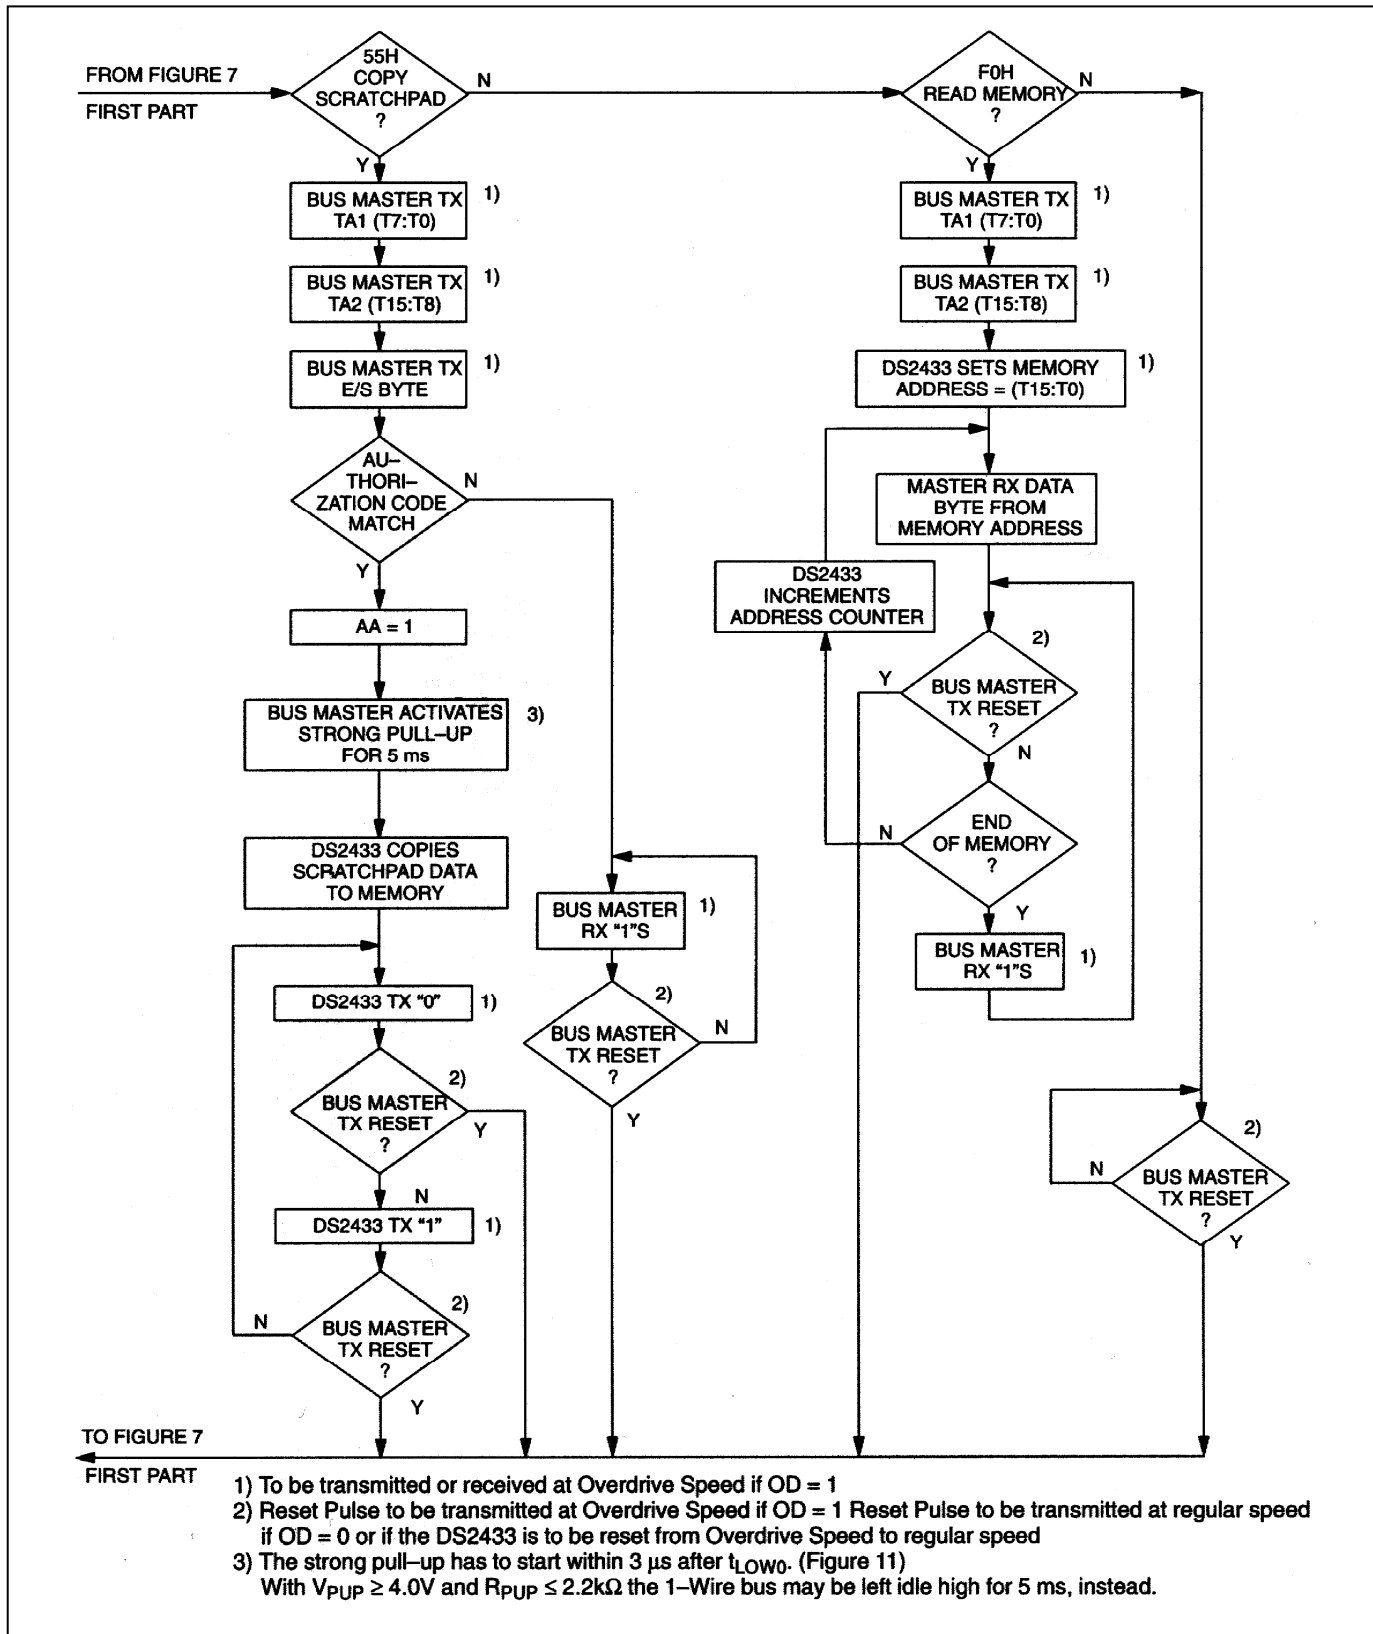 FROM FIGURE 7
FIRST PART
55H
COPY
SCRATCHPAD
?
N
Y
BUS MASTER TX
TA1 (T7:T0)
1)
BUS MASTER TX
TA2 (T15:T8)
1)
BUS MASTER TX
E/S BYTE
1)
AU–
THORI–
ZATION CODE
MATCH
N
Y
AA = 1
BUS MASTER ACTIVATES
STRONG PULL–UP
FOR 5 ms
3)
DS2433 COPIES
SCRATCHPAD DATA
TO MEMORY
DS2433 TX “0”
1)
2)
BUS MASTER
TX RESET
?
Y
N
DS2433 TX “1”
1)
2)
BUS MASTER
TX RESET
?
N
Y
BUS MASTER
RX “1”S
1)
2)
BUS MASTER
TX RESET
?
N
Y
F0H
READ MEMORY
?
N
Y
BUS MASTER TX
TA1 (T7:T0)
1)
BUS MASTER TX
TA2 (T15:T8)
1)
DS2433 SETS MEMORY
ADDRESS = (T15:T0)
1)
MASTER RX DATA
BYTE FROM
MEMORY ADDRESS
DS2433
INCREMENTS
ADDRESS COUNTER
2)
BUS MASTER
TX RESET
?
Y
N
END
OF MEMORY
?
N
Y
BUS MASTER
RX “1”S
1)
2)
BUS MASTER
TX RESET
?
N
Y
TO FIGURE 7
FIRST PART
1) To be transmitted or received at Overdrive Speed if OD = 1
2) Reset Pulse to be transmitted at Overdrive Speed if OD = 1 Reset Pulse to be transmitted at regular speed
if OD = 0 or if the DS2433 is to be reset from Overdrive Speed to regular speed
3) The strong pull–up has to start within 3 µs after tLOW0. (Figure 11)
With VPUP ≥ 4.0V and RPUP ≤ 2.2kΩ the 1–Wire bus may be left idle high for 5 ms, instead.